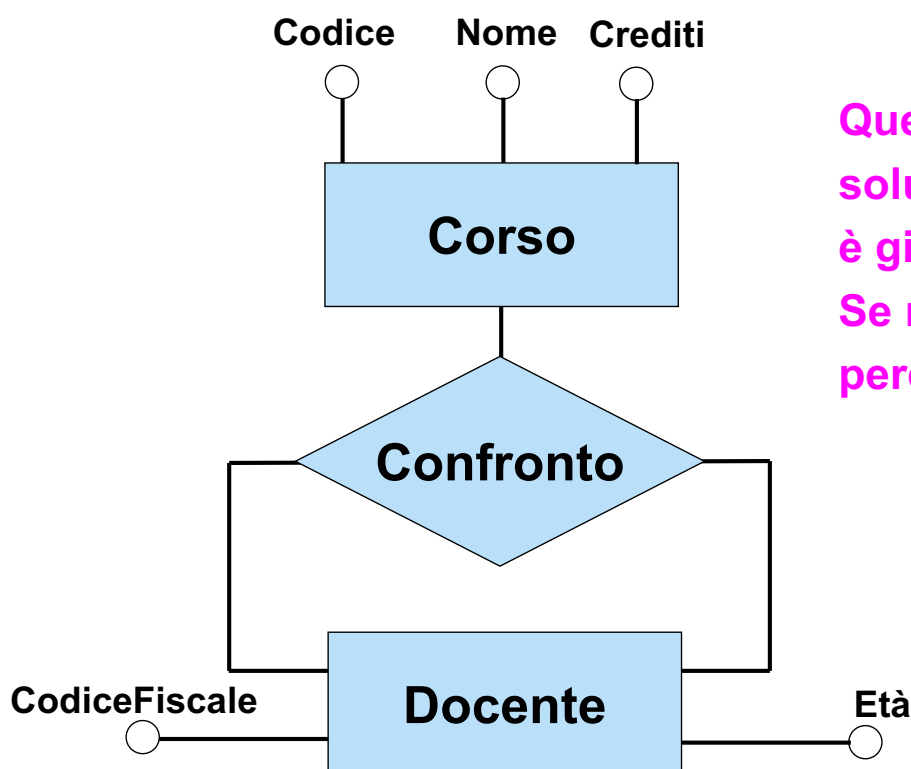 Codice Nome Crediti
Corso
Confronto
Docente
CodiceFiscale
Età
è